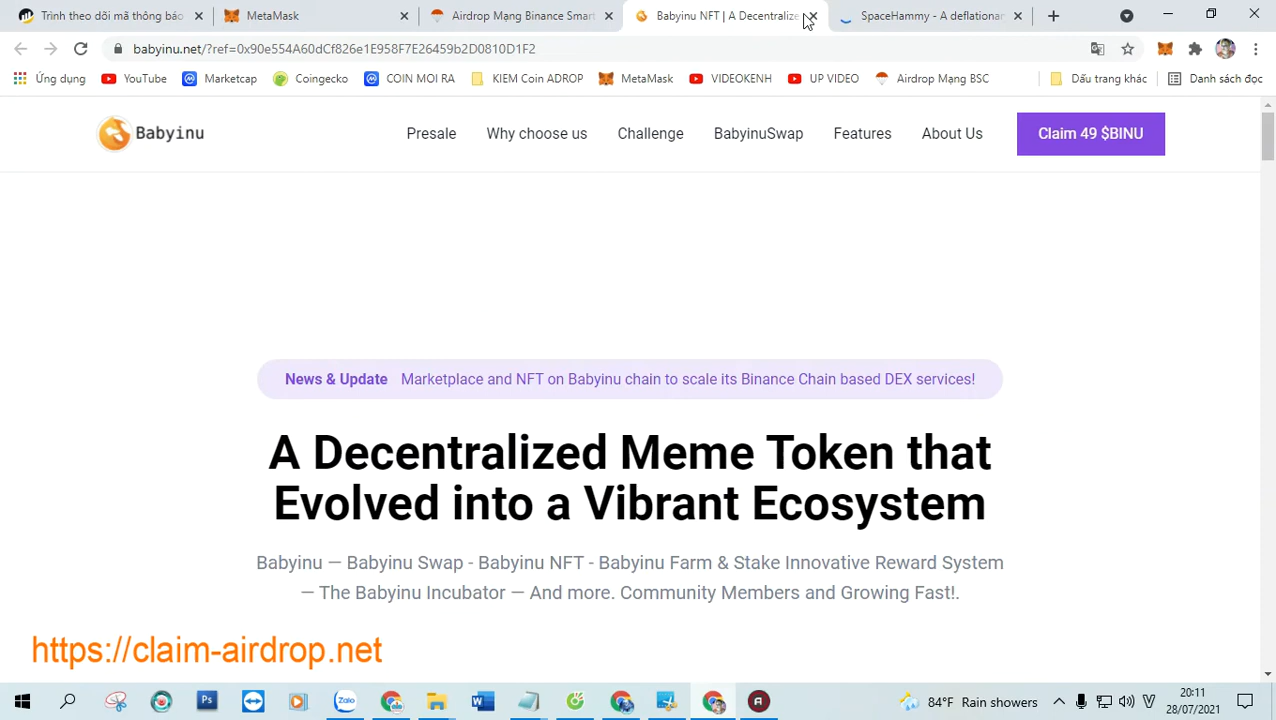 Trình theo dõi mã thông báo
MetaMask
Airdrop Mạng Binance Smart
Babyinu NFT | A Decentralize
SpaceHammy - A deflationar
babyinu.net/?ref=0x90e554A60dCf826e1E958F7E26459b2D0810D1F2
Ứng dụng
YouTube
Marketcap
Coingecko
COIN MOI RA
KIEM Coin ADROP
MetaMask
VIDEOKENH
UP VIDEO
Airdrop Mạng BSC
Dấu trang khác
Danh sách đọc
Babyinu
Presale
Why choose us
Challenge
BabyinuSwap
Features
About Us
Claim 49 $BINU
News & Update Marketplace and NFT on Babyinu chain to scale its Binance Chain based DEX services!
A Decentralized Meme Token that
Evolved into a Vibrant Ecosystem
Babyinu — Babyinu Swap - Babyinu NFT - Babyinu Farm & Stake Innovative Reward System
— The Babyinu Incubator — And more. Community Members and Growing Fast!.
https://claim-airdrop.net
Ps
Zalo
84°F Rain showers
V
20:11
28/07/2021